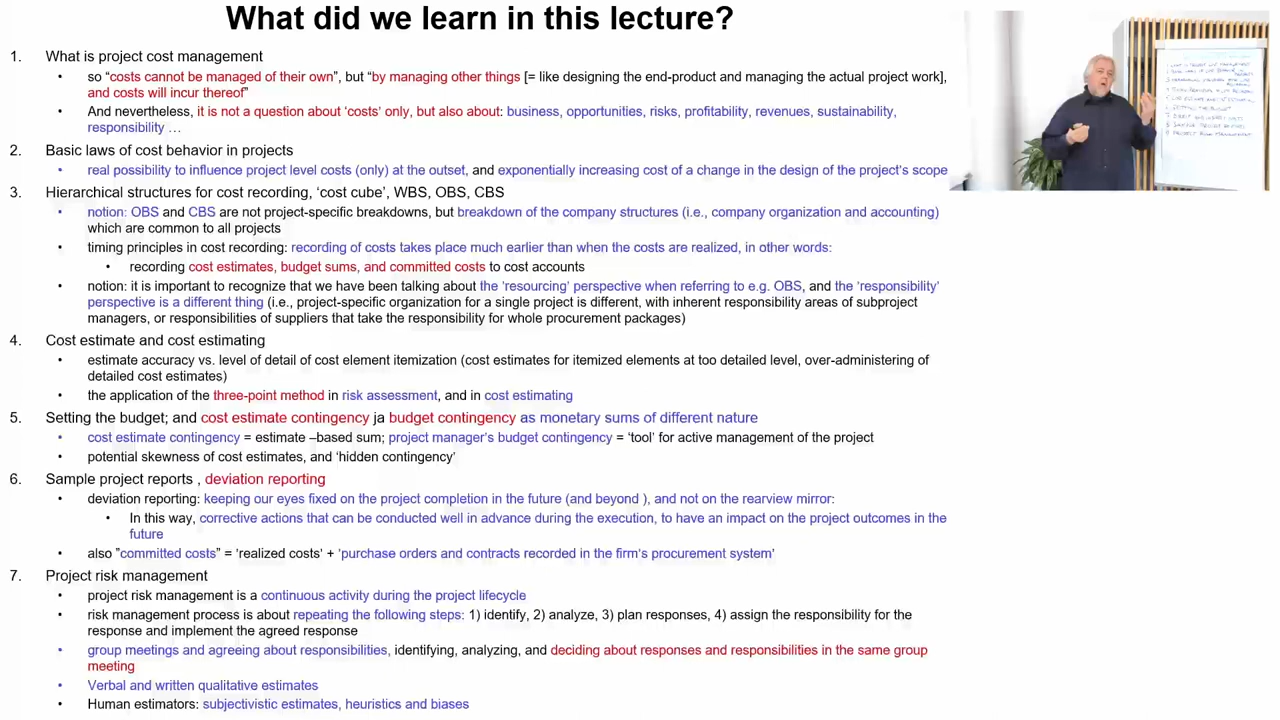 What did we learn in this lecture?
1. What is project cost management
• so “costs cannot be managed of their own”, but “by managing other things [= like designing the end-product and managing the actual project work],
and costs will incur thereof”
• And nevertheless, it is not a question about ‘costs’ only, but also about: business, opportunities, risks, profitability, revenues, sustainability,
responsibility …
2. Basic laws of cost behavior in projects
• real possibility to influence project level costs (only) at the outset, and exponentially increasing cost of a change in the design of the project’s scope
3. Hierarchical structures for cost recording, ‘cost cube’, WBS, OBS, CBS
• notion: OBS and CBS are not project-specific breakdowns, but breakdown of the company structures (i.e., company organization and accounting)
which are common to all projects
• timing principles in cost recording: recording of costs takes place much earlier than when the costs are realized, in other words:
• recording cost estimates, budget sums, and committed costs to cost accounts
• notion: it is important to recognize that we have been talking about the ‘resourcing’ perspective when referring to e.g. OBS, and the ‘responsibility’
perspective is a different thing (i.e., project-specific organization for a single project is different, with inherent responsibility areas of subproject
managers, or responsibilities of suppliers that take the responsibility for whole procurement packages)
4. Cost estimate and cost estimating
• estimate accuracy vs. level of detail of cost element itemization (cost estimates for itemized elements at too detailed level, over-administering of
detailed cost estimates)
• the application of the three-point method in risk assessment, and in cost estimating
5. Setting the budget; and cost estimate contingency ja budget contingency as monetary sums of different nature
• cost estimate contingency = estimate –based sum; project manager’s budget contingency = ‘tool’ for active management of the project
• potential skewness of cost estimates, and ‘hidden contingency’
6. Sample project reports , deviation reporting
• deviation reporting: keeping our eyes fixed on the project completion in the future (and beyond ), and not on the rearview mirror:
• In this way, corrective actions that can be conducted well in advance during the execution, to have an impact on the project outcomes in the
future
• also ”committed costs” = ‘realized costs’ + ‘purchase orders and contracts recorded in the firm’s procurement system’
7. Project risk management
• project risk management is a continuous activity during the project lifecycle
• risk management process is about repeating the following steps: 1) identify, 2) analyze, 3) plan responses, 4) assign the responsibility for the
response and implement the agreed response
• group meetings and agreeing about responsibilities, identifying, analyzing, and deciding about responses and responsibilities in the same group
meeting
• Verbal and written qualitative estimates
• Human estimators: subjectivistic estimates, heuristics and biases